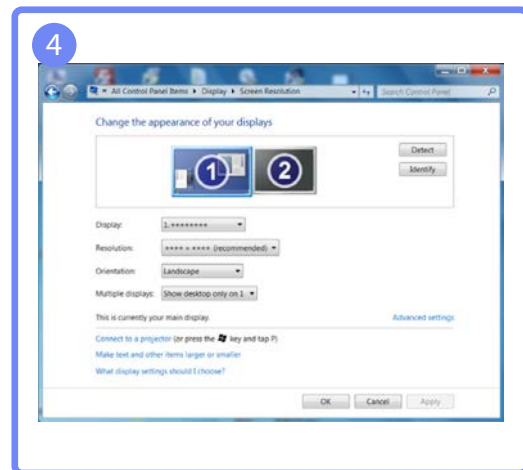 4
All Control Panel Items ▸ Display ▸ Screen Resolution
Search Control Panel
Change the appearance of your displays
1
2
Detect
Identify
Display: 1.********
Resolution: **** × **** (recommended)
Orientation: Landscape
Multiple displays: Show desktop only on 1
This is currently your main display.
Advanced settings
Connect to a projector (or press the key and tap P)
Make text and other items larger or smaller
What display settings should I choose?
OK
Cancel
Apply